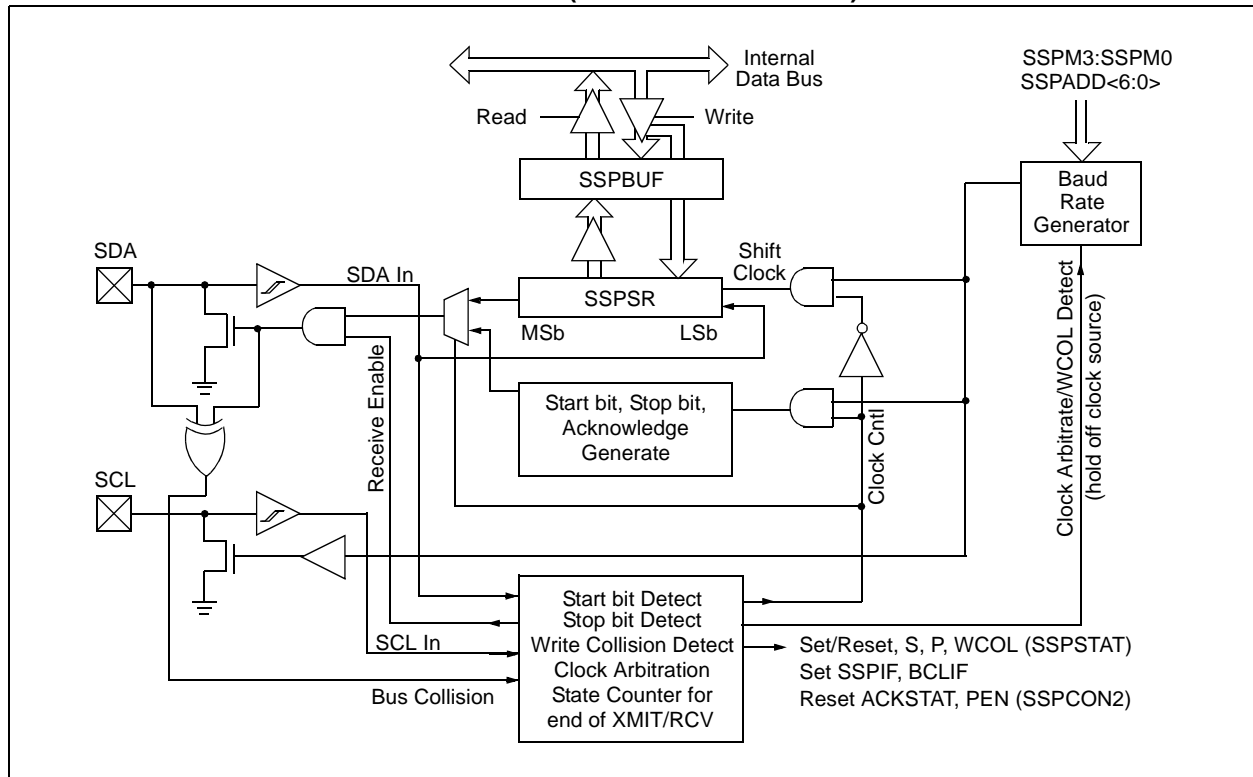 Internal
Data Bus
SSPM3:SSPM0
SSPADD<6:0>
Read
Write
SSPBUF
Baud
Rate
Generator
SDA
SDA In
Shift
Clock
SSPSR
MSb
LSb
Start bit, Stop bit,
Acknowledge
Generate
Receive Enable
Clock Cntl
Clock Arbitrate/WCOL Detect
(hold off clock source)
SCL
SCL In
Bus Collision
Start bit Detect
Stop bit Detect
Write Collision Detect
Clock Arbitration
State Counter for
end of XMIT/RCV
Set/Reset, S, P, WCOL (SSPSTAT)
Set SSPIF, BCLIF
Reset ACKSTAT, PEN (SSPCON2)